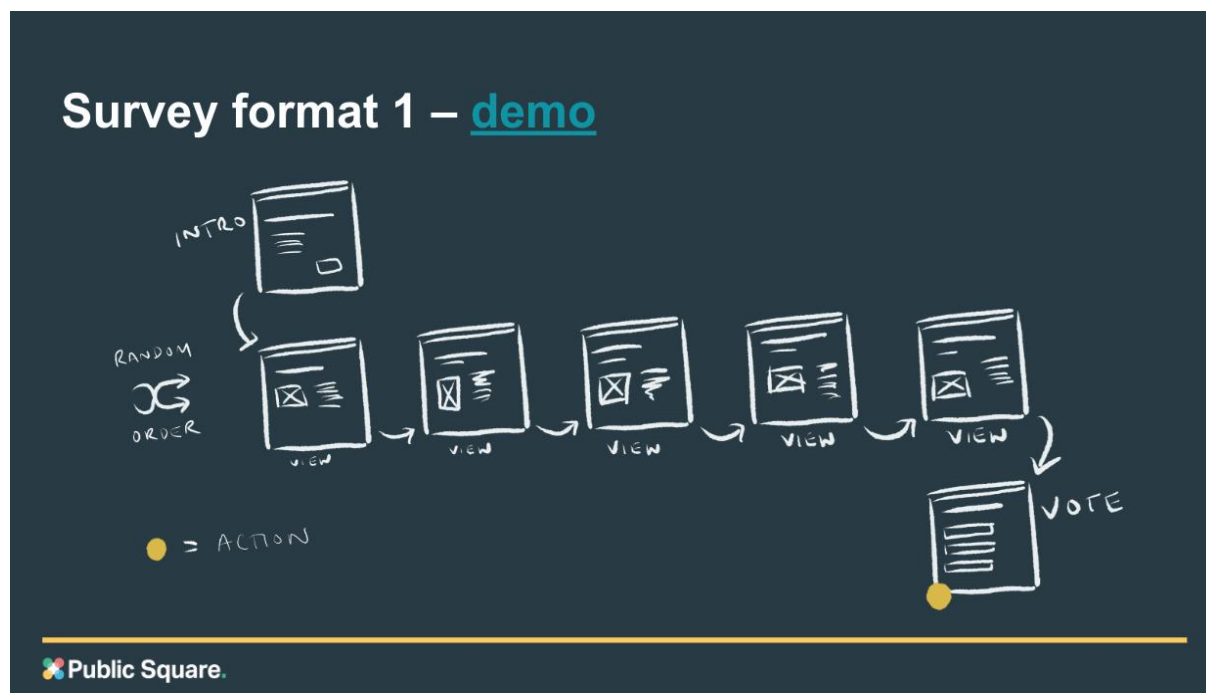 Survey format 1 – demo
INTRO
RANDOM
ORDER
VIEW
VIEW
VIEW
VIEW
VIEW
VOTE
= ACTION
Public Square.